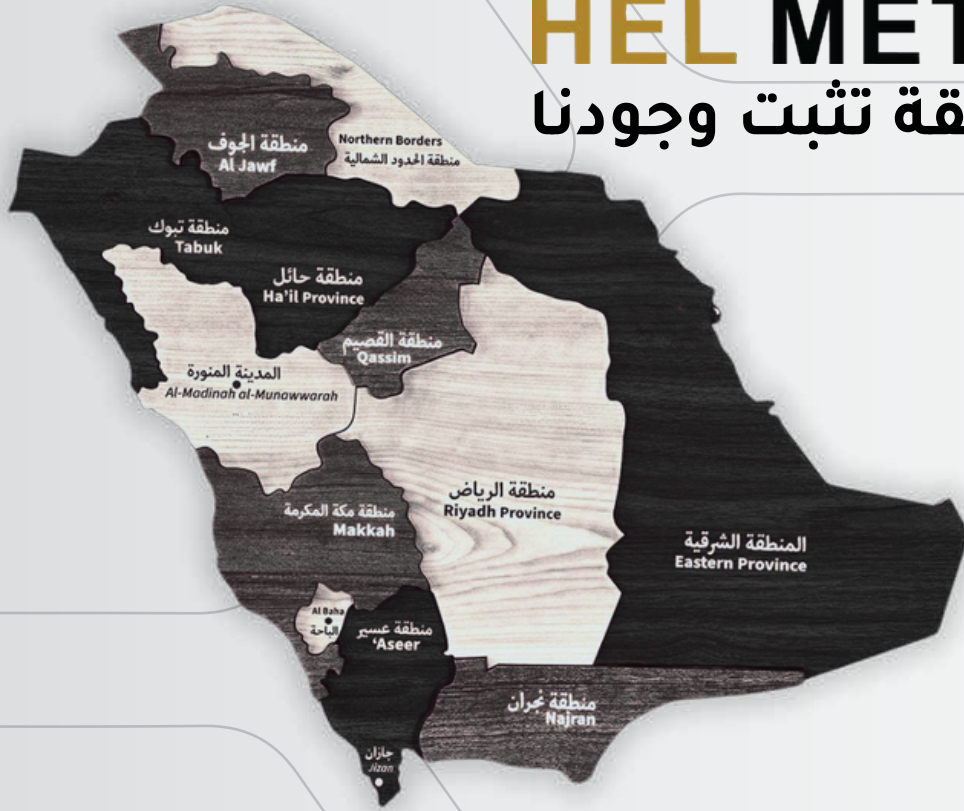 HEL MET
تثبت وجودنا
منطقة الجوف
Al Jawf
Northern Borders
منطقة الحدود الشمالية
منطقة تبوك
Tabuk
منطقة حائل
Ha'il Province
منطقة القصيم
Qassim
المدينة المنورة
Al-Madinah al-Munawwarah
منطقة الرياض
Riyadh Province
منطقة مكة المكرمة
Makkah
المنطقة الشرقية
Eastern Province
Al Baha
الباحة
منطقة عسير
‘Aseer
منطقة نجران
Najran
جازان
Jizan